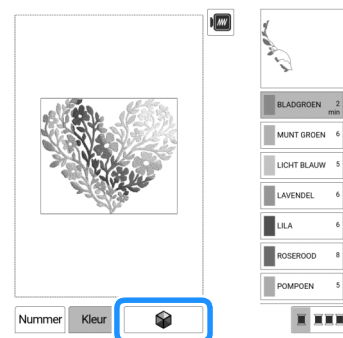 BLADGROEN 2
min
MUNT GROEN 6
LICHT BLAUW 5
LAVENDEL 6
LILA 6
ROSEROOD 8
POMPOEN 5
Nummer Kleur